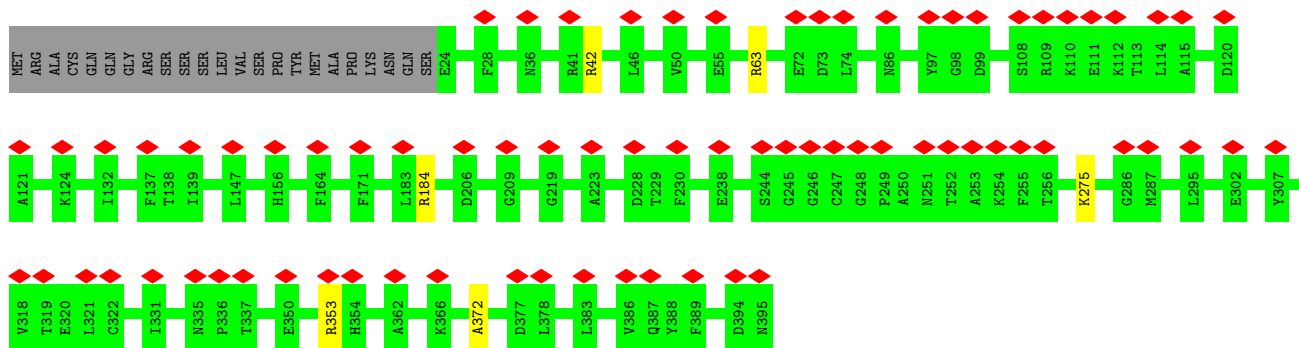 MET ARG ALA CYS GLN GLN GLY ARG SER SER SER LEU VAL SER PRO TYR MET ALA PRO LYS ASN GLN SER E24 F28 N36 R41 R42 L46 V50 E55 R63 E72 D73 L74 N86 Y97 G98 D99 S108 R109 K110 E111 K112 T113 L114 A115 D120
A121 K124 I132 F137 T138 I139 L147 H156 F164 F171 L183 R184 D206 G209 G219 A223 D228 T229 F230 E238 S244 G245 G246 C247 G248 P249 A250 N251 T252 A253 K254 F255 T256 K275 G286 M287 L295 E302 Y307
V318 T319 E320 L321 C322 I331 N335 P336 T337 E350 R353 H354 A362 K366 A372 D377 L378 L383 V386 Q387 Y388 F389 D394 N395